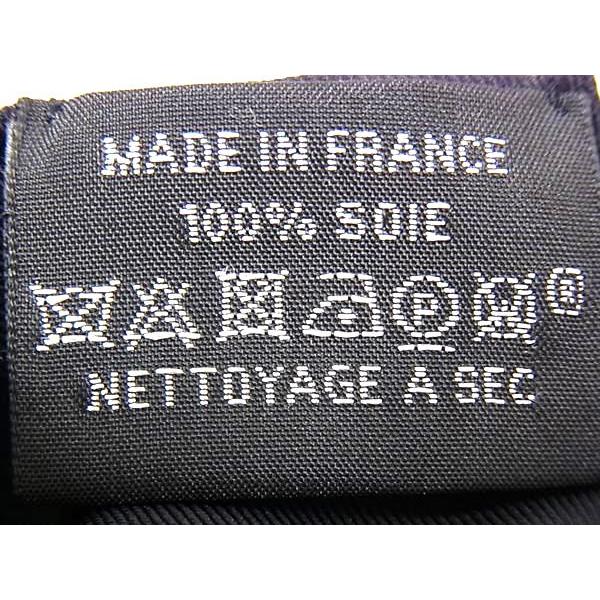 MADE IN FRANCE
100% SOIE
P W ®
NETTOYAGE A SEC